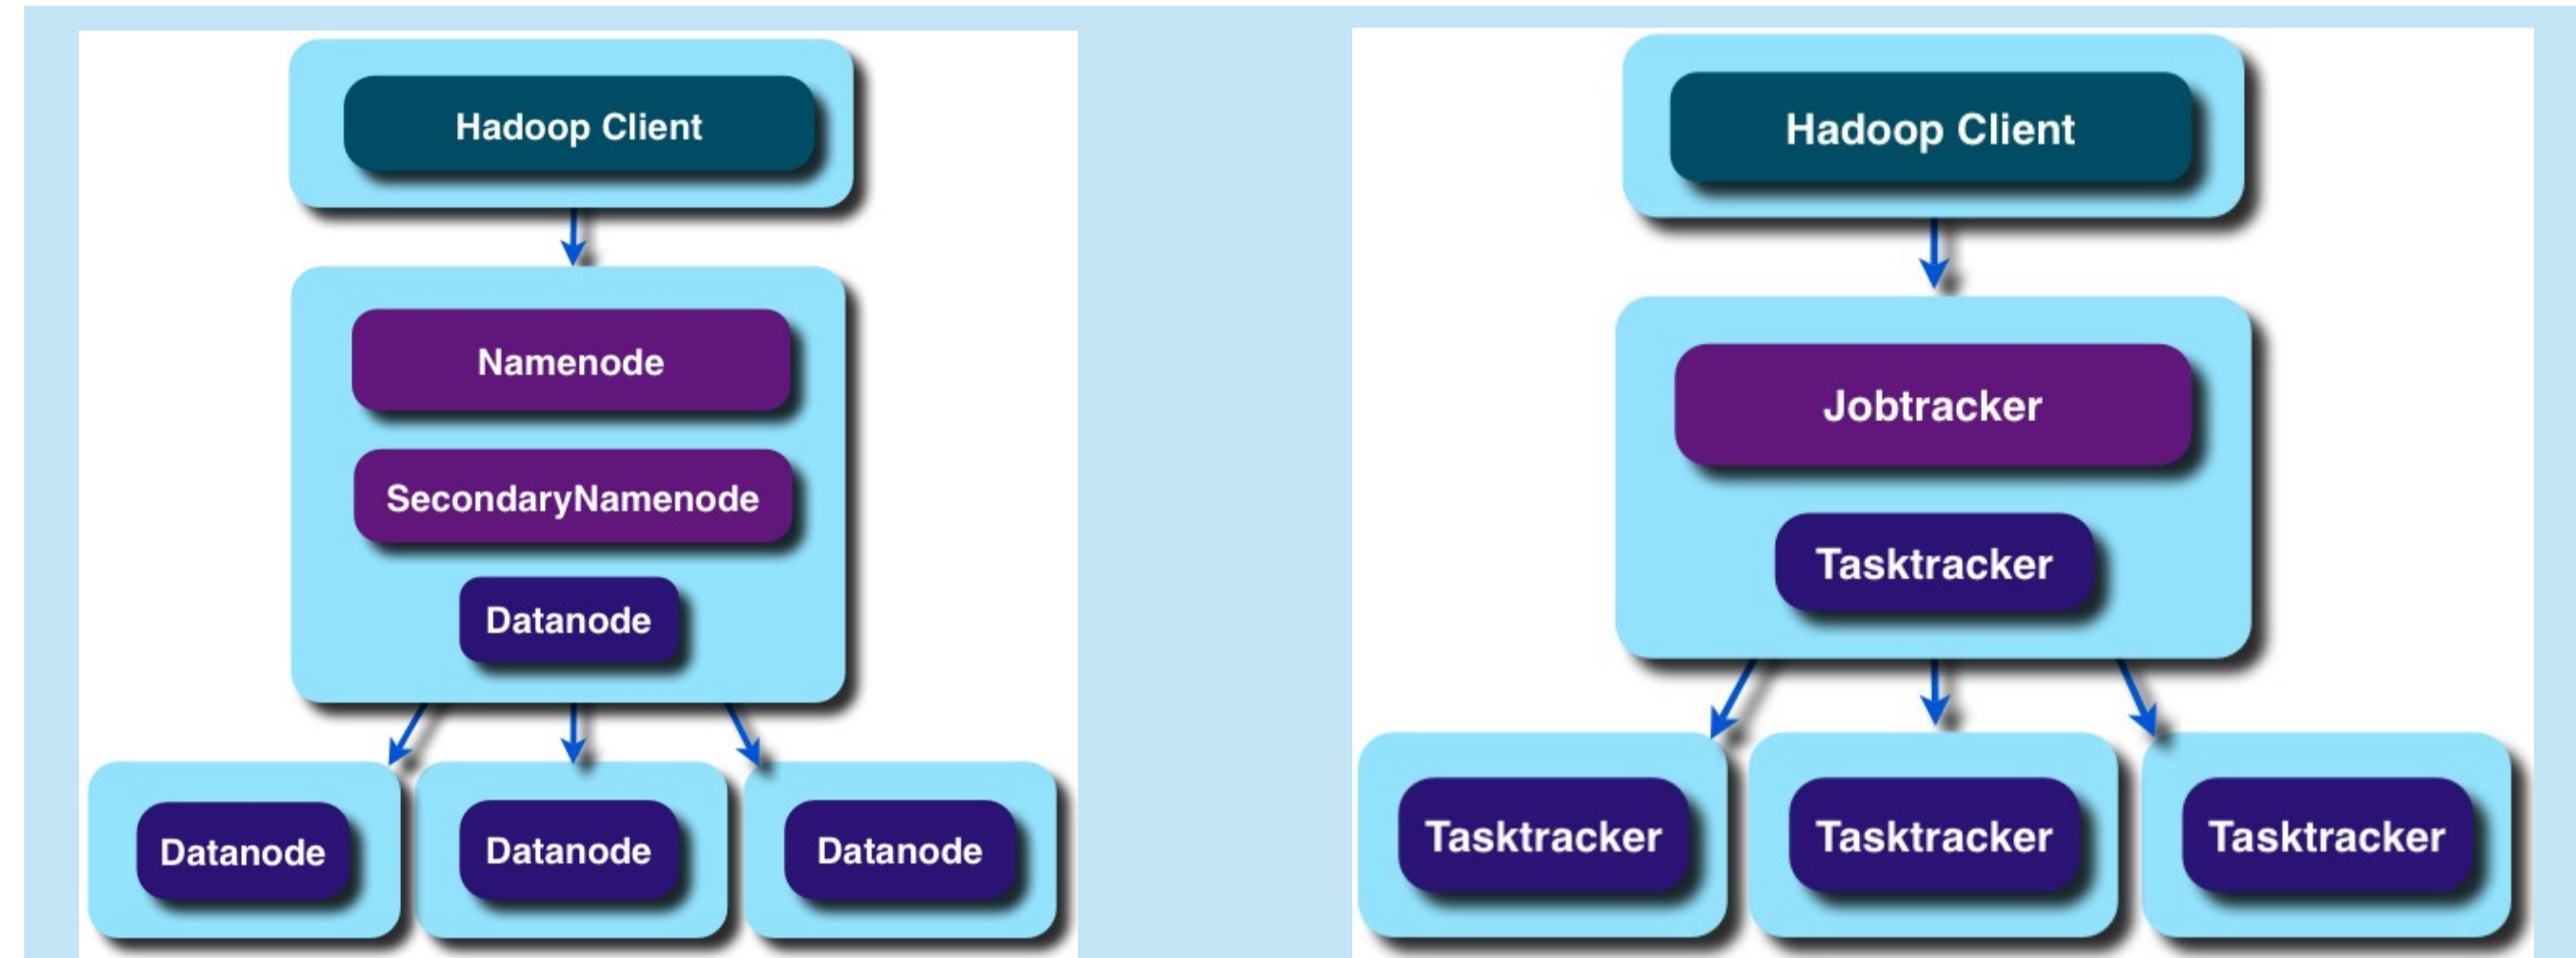 Hadoop Client
Namenode
SecondaryNamenode
Datanode
Datanode
Datanode
Datanode
Hadoop Client
Jobtracker
Tasktracker
Tasktracker
Tasktracker
Tasktracker